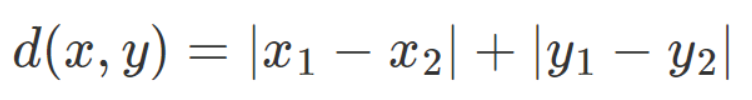 d(x, y) = |x₁ − x₂| + |y₁ − y₂|